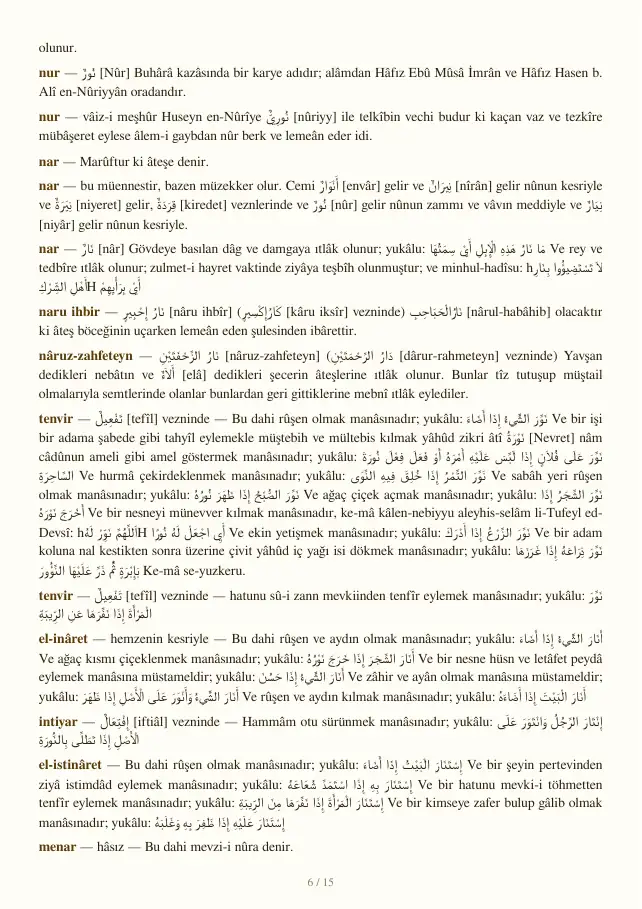 olunur.
nur — نُورٌ [Nûr] Buhârâ kazâsında bir karye adıdır; alâmdan Hâfız Ebû Mûsâ İmrân ve Hâfız Hasen b.
Alî en-Nûriyyân oradandır.
nur — vâiz-i meşhûr Huseyn en-Nûrîye نُورِيٌّ [nûriyy] ile telkîbin vechi budur ki kaçan vaz ve tezkîre
mübâşeret eylese âlem-i gaybdan nûr berk ve lemeân eder idi.
nar — Marûftur ki âteşe denir.
nar — bu müennestir, bazen müzekker olur. Cemi أَنْوَارٌ [envâr] gelir ve نِيرَانٌ [nîrân] gelir nûnun kesriyle
ve نِيَرَةٌ [niyeret] gelir, قِرَدَةٌ [kiredet] veznlerinde ve نُورٌ [nûr] gelir nûnun zammı ve vâvın meddiyle ve نِيَارٌ
[niyâr] gelir nûnun kesriyle.
nar — نَارٌ [nâr] Gövdeye basılan dâg ve damgaya ıtlâk olunur; yukâlu: مَا نَارُ هَذِهِ الْإِبِلِ أَيْ سِمَتُهَا Ve rey ve
tedbîre ıtlâk olunur; zulmet-i hayret vaktinde ziyâya teşbîh olunmuştur; ve minhul-hadîsu: hلاَ تَسْتَضِيؤُوا بِنَارِ
أَهْلِ الشِّرْكِH أَيْ بِرَأْيِهِمْ
naru ihbir — نَارُ إِحْبِيرٍ [nâru ihbîr] (كَارُإِكْسِيرٍ [kâru iksîr] vezninde) نَارُالْحَبَاحِبِ [nârul-habâhib] olacaktır
ki âteş böceğinin uçarken lemeân eden şulesinden ibârettir.
nâruz-zahfeteyn — نَارُ الزَّحْفَتَيْنِ [nâruz-zahfeteyn] (دَارُ الرَّحْمَتَيْنِ [dârur-rahmeteyn] vezninde) Yavşan
dedikleri nebâtın ve أَلَاءٌ [elâ] dedikleri şecerin âteşlerine ıtlâk olunur. Bunlar tîz tutuşup müştail
olmalarıyla semtlerinde olanlar bunlardan geri gittiklerine mebnî ıtlâk eylediler.
tenvir — تَفْعِيلٌ [tefîl] vezninde — Bu dahi rûşen olmak manâsınadır; yukâlu: نَوَّرَ الشَّيْءُ إِذَا أَضَاءَ Ve bir işi
bir adama şabede gibi tahyîl eylemekle müştebih ve mültebis kılmak yâhûd zikri âtî نَوْرَةُ [Nevret] nâm
câdûnun ameli gibi amel göstermek manâsınadır; yukâlu: نَوَّرَ عَلَى فُلاَنٍ إِذَا لَبَّسَ عَلَيْهِ أَمْرَهُ أَوْ فَعَلَ فِعْلَ نُورَةَ
السَّاحِرَةِ Ve hurmâ çekirdeklenmek manâsınadır; yukâlu: نَوَّرَ التَّمْرُ إِذَا خُلِقَ فِيهِ النَّوَى Ve sabâh yeri rûşen
olmak manâsınadır; yukâlu: نَوَّرَ الصُّبْحُ إِذَا ظَهَرَ نُورُهُ Ve ağaç çiçek açmak manâsınadır; yukâlu: نَوَّرَ الشَّجَرُ إِذَا
أَخْرَجَ نَوْرَهُ Ve bir nesneyi münevver kılmak manâsınadır, ke-mâ kâlen-nebiyyu aleyhis-selâm li-Tufeyl ed-
Devsî: hاَللَّهُمَّ نَوِّرْ لَهُH أَيِ اجْعَلْ لَهُ نُورًا Ve ekin yetişmek manâsınadır; yukâlu: نَوَّرَ الزَّرْعُ إِذَا أَدْرَكَ Ve bir adam
koluna nal kestikten sonra üzerine çivit yâhûd iç yağı isi dökmek manâsınadır; yukâlu: نَوَّرَ ذِرَاعَهُ إِذَا غَرَزَهَا
بِإِبْرَةٍ ثُمَّ ذَرَّ عَلَيْهَا النَّؤُورَ Ke-mâ se-yuzkeru.
tenvir — تَفْعِيلٌ [tefîl] vezninde — hatunu sû-i zann mevkiinden tenfîr eylemek manâsınadır; yukâlu: نَوَّرَ
الْمَرْأَةَ إِذَا نَفَّرَهَا عَنِ الرِّيبَةِ
el-inâret — hemzenin kesriyle — Bu dahi rûşen ve aydın olmak manâsınadır; yukâlu: أَنَارَ الشَّيْءُ إِذَا أَضَاءَ
Ve ağaç kısmı çiçeklenmek manâsınadır; yukâlu: أَنَارَ الشَّجَرَ إِذَا خَرَجَ نَوْرُهُ Ve bir nesne hüsn ve letâfet peydâ
eylemek manâsına müstameldir; yukâlu: أَنَارَ الشَّيْءُ إِذَا حَسُنَ Ve zâhir ve ayân olmak manâsına müstameldir;
yukâlu: أَنَارَ الشَّيْءُ وَأَنْوَرَ عَلَى الْأَصْلِ إِذَا ظَهَرَ Ve rûşen ve aydın kılmak manâsınadır; yukâlu: أَنَارَ الْبَيْتَ إِذَا أَضَاءَهُ
intiyar — إِفْتِعَالٌ [iftiâl] vezninde — Hammâm otu sürünmek manâsınadır; yukâlu: إِنْتَارَ الرَّجُلُ وَانْتَوَرَ عَلَى
الْأَصْلِ إِذَا تَطَلَّى بِالنُّورَةِ
el-istinâret — Bu dahi rûşen olmak manâsınadır; yukâlu: إِسْتَنَارَ الْبَيْتُ إِذَا أَضَاءَ Ve bir şeyin pertevinden
ziyâ istimdâd eylemek manâsınadır; yukâlu: إِسْتَنَارَ بِهِ إِذَا اسْتَمَدَّ شُعَاعَهُ Ve bir hatunu mevki-i töhmetten
tenfîr eylemek manâsınadır; yukâlu: إِسْتَنَارَ الْمَرْأَةَ إِذَا نَفَّرَهَا مِنَ الرِّيبَةِ Ve bir kimseye zafer bulup gâlib olmak
manâsınadır; yukâlu: إِسْتَنَارَ عَلَيْهِ إِذَا ظَفِرَ بِهِ وَغَلَبَهُ
menar — hâsız — Bu dahi mevzi-i nûra denir.
6 / 15